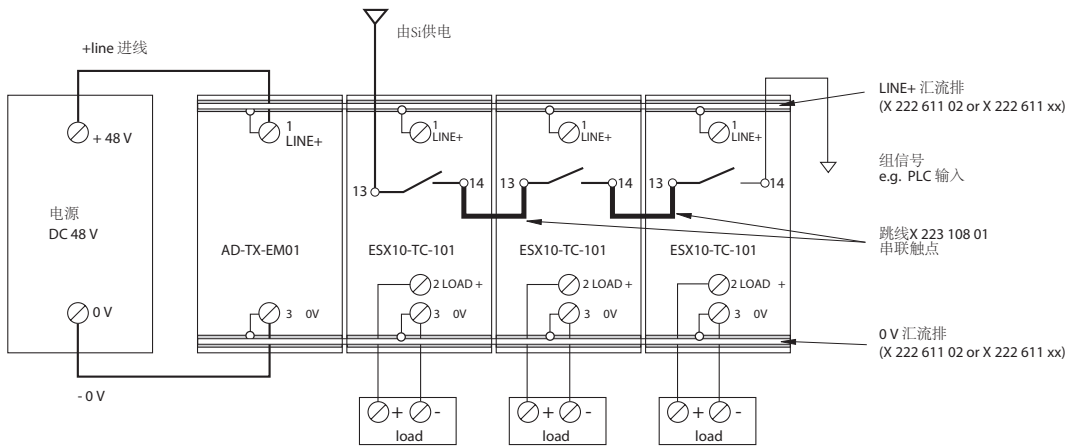 由Si供电
+line 进线
LINE+ 汇流排
(X 222 611 02 or X 222 611 xx)
1
LINE+
1
LINE+
1
LINE+
1
LINE+
+ 48 V
组信号
e.g. PLC 输入
13
14
13
14
13
14
电源
DC 48 V
跳线X 223 108 01
串联触点
AD-TX-EM01
ESX10-TC-101
ESX10-TC-101
ESX10-TC-101
2 LOAD +
2 LOAD +
2 LOAD +
0 V
3 0V
3 0V
3 0V
3 0V
0 V 汇流排
(X 222 611 02 or X 222 611 xx)
- 0 V
+ -
load
+ -
load
+ -
load